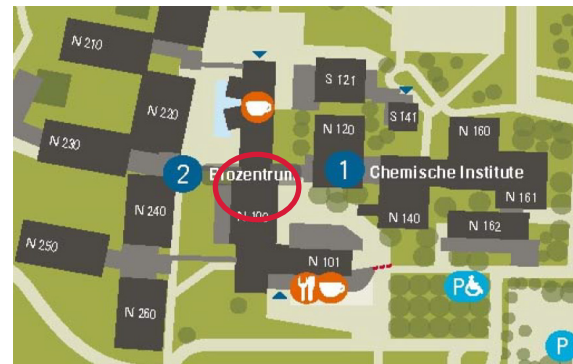 N 210
S 121
N 220
S 141
N 120
N 160
N 230
2 Biozentrum
1 Chemische Institute
N 161
N 240
N 100
N 140
N 162
N 250
N 101
N 260
P
P